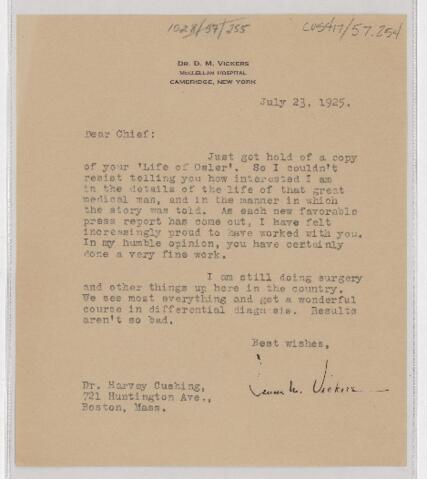 1028/57/255
CUS417/57.254
DR. D. M. VICKERS
MCCLELLAN HOSPITAL
CAMBRIDGE, NEW YORK
July 23, 1925.
Dear Chief:
Just got hold of a copy
of your 'Life of Osler'. So I couldn't
resist telling you how interested I am
in the details of the life of that great
medical man, and in the manner in which
the story was told. As each new favorable
press report has come out, I have felt
increasingly proud to have worked with you.
In my humble opinion, you have certainly
done a very fine work.
I am still doing surgery
and other things up here in the country.
We see most everything and get a wonderful
course in differential diagnosis. Results
aren't so bad.
Best wishes,
M. Vickers
Dr. Harvey Cushing,
721 Huntington Ave.,
Boston, Mass.